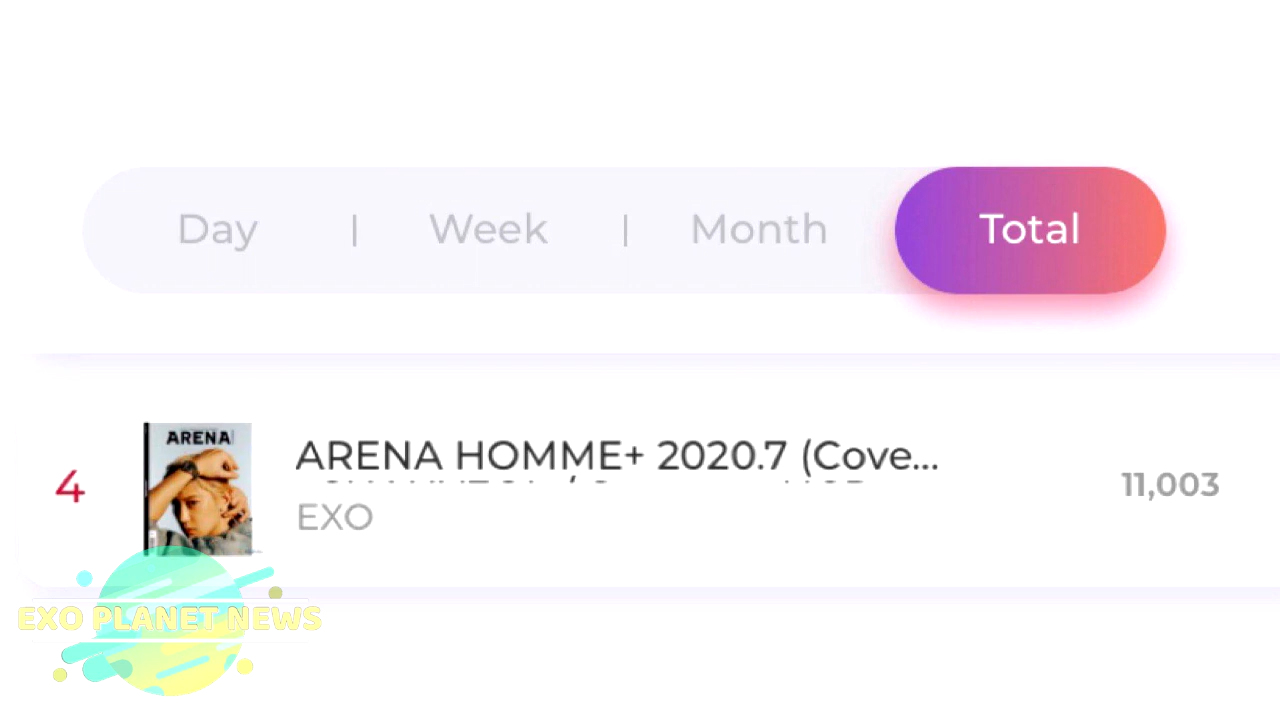 Day | Week | Month Total
ARENA
ARENA HOMME+ 2020.7 (Cove...
4
11,003
EXO
EXO PLANET NEWS